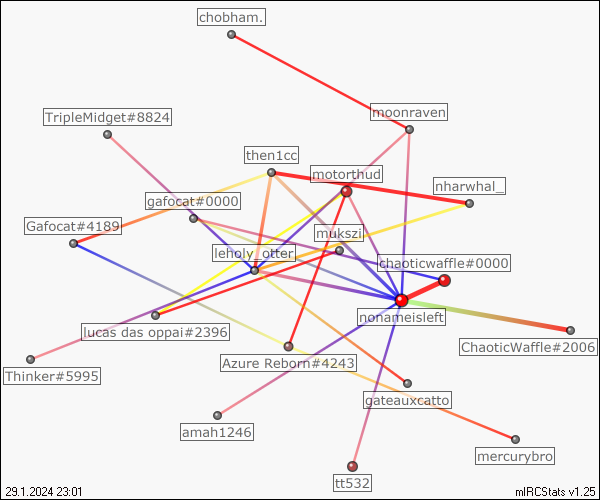 chobham.
moonraven
TripleMidget#8824
then1cc
motorthud
nharwhal_
gafocat#0000
Gafocat#4189
mukszi
leholy_otter
chaoticwaffle#0000
nonameisleft
lucas das oppai#2396
ChaoticWaffle#2006
Azure Reborn#4243
Thinker#5995
gateauxcatto
amah1246
mercurybro
tt532
29.1.2024 23:01
mIRCStats v1.25